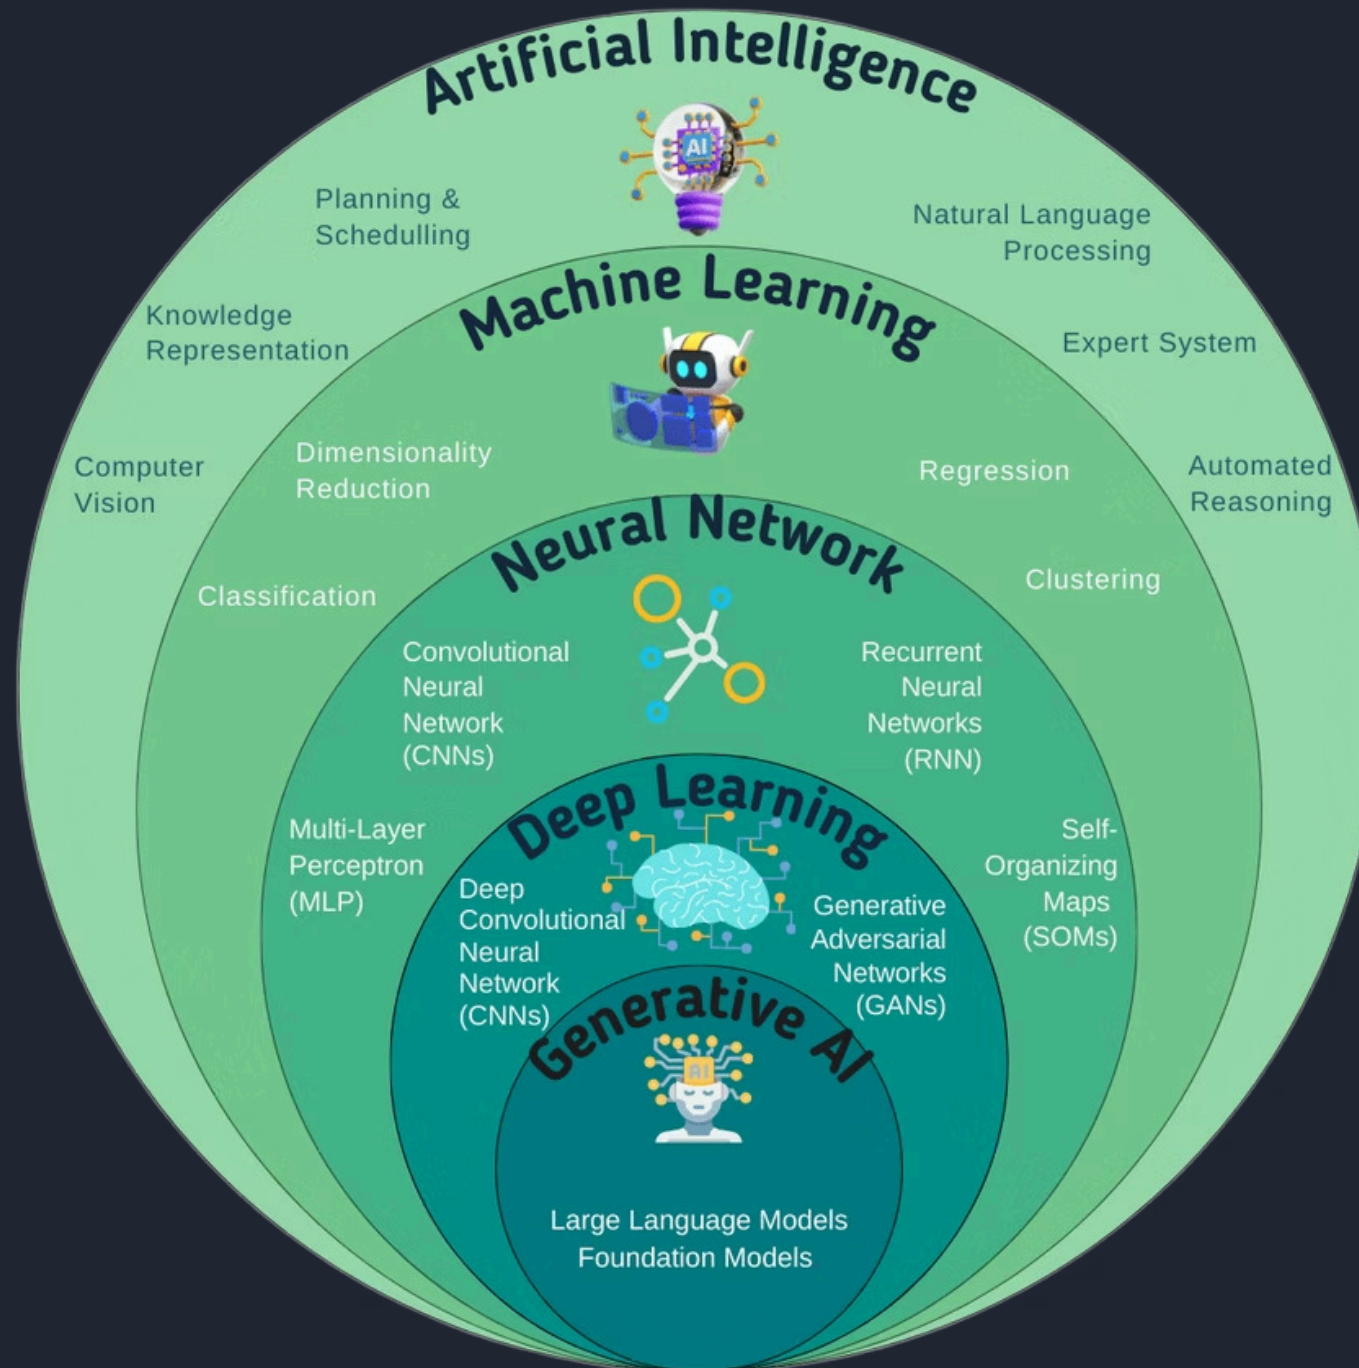 Artificial Intelligence
AI
Planning &
Schedulling
Natural Language
Processing
Knowledge
Representation
Expert System
Computer
Vision
Automated
Reasoning
Machine Learning
Dimensionality
Reduction
Regression
Classification
Clustering
Neural Network
Convolutional
Neural
Network
(CNNs)
Recurrent
Neural
Networks
(RNN)
Multi-Layer
Perceptron
(MLP)
Self-
Organizing
Maps
(SOMs)
Deep Learning
Deep
Convolutional
Neural
Network
(CNNs)
Generative
Adversarial
Networks
(GANs)
Generative AI
AI
Large Language Models
Foundation Models